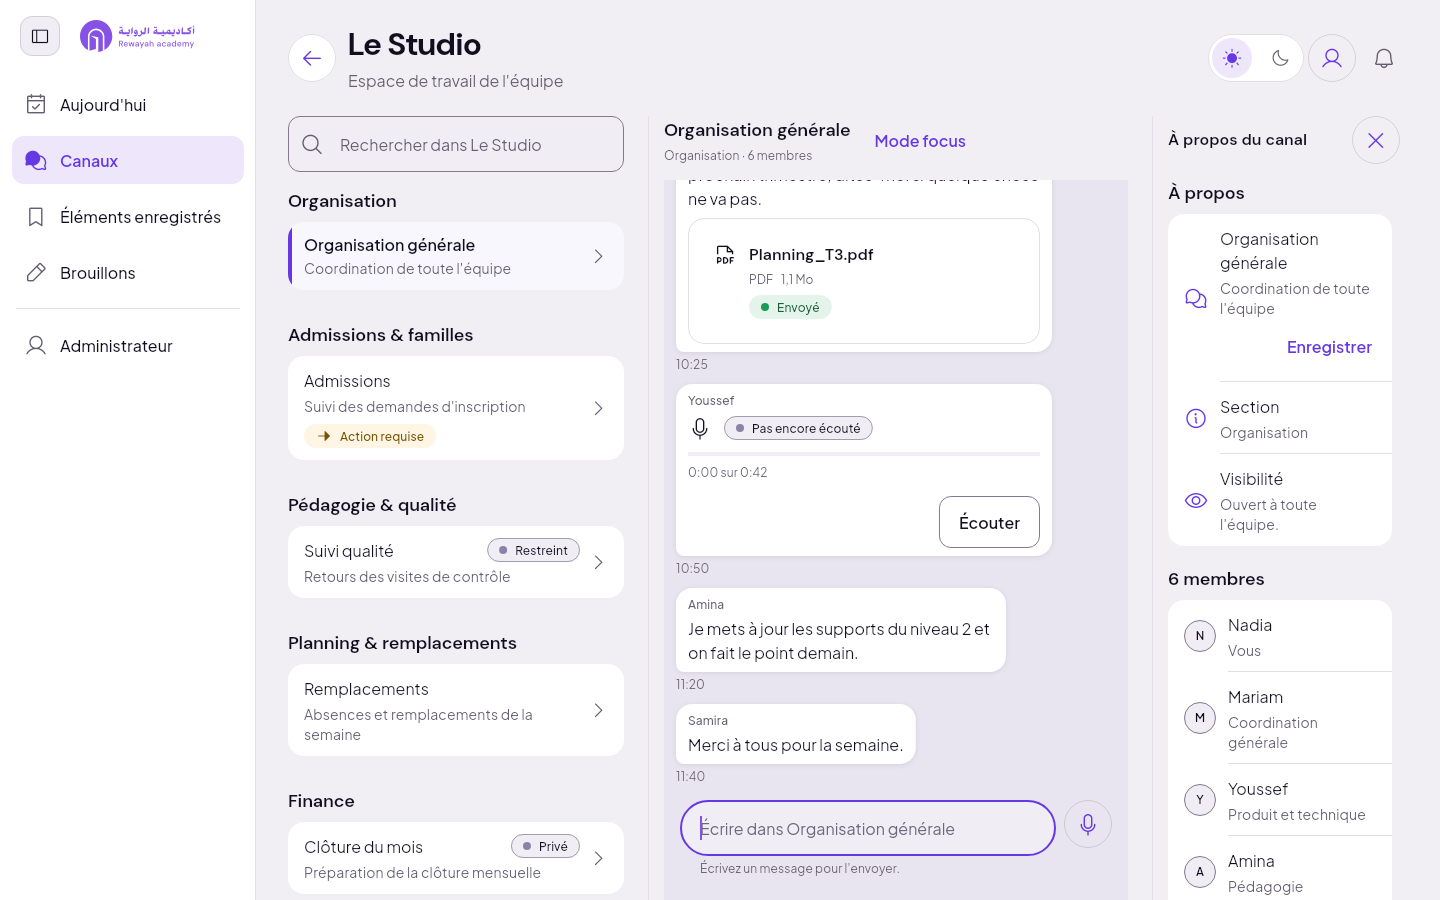 أكاديمية الرواية
Rewayah academy
Aujourd'hui
Canaux
Éléments enregistrés
Brouillons
Administrateur
Le Studio
Espace de travail de l'équipe
Rechercher dans Le Studio
Organisation
Organisation générale
Coordination de toute l'équipe
Admissions & familles
Admissions
Suivi des demandes d'inscription
Action requise
Pédagogie & qualité
Suivi qualité
Restreint
Retours des visites de contrôle
Planning & remplacements
Remplacements
Absences et remplacements de la
semaine
Finance
Clôture du mois
Privé
Préparation de la clôture mensuelle
Organisation générale
Organisation · 6 membres
Mode focus
ne va pas.
PDF
Planning_T3.pdf
PDF 1,1 Mo
Envoyé
10:25
Youssef
Pas encore écouté
0:00 sur 0:42
Écouter
10:50
Amina
Je mets à jour les supports du niveau 2 et
on fait le point demain.
11:20
Samira
Merci à tous pour la semaine.
11:40
Écrire dans Organisation générale
Écrivez un message pour l'envoyer.
À propos du canal
À propos
Organisation
générale
Coordination de toute
l'équipe
Enregistrer
Section
Organisation
Visibilité
Ouvert à toute
l'équipe.
6 membres
N
Nadia
Vous
M
Mariam
Coordination
générale
Y
Youssef
Produit et technique
A
Amina
Pédagogie